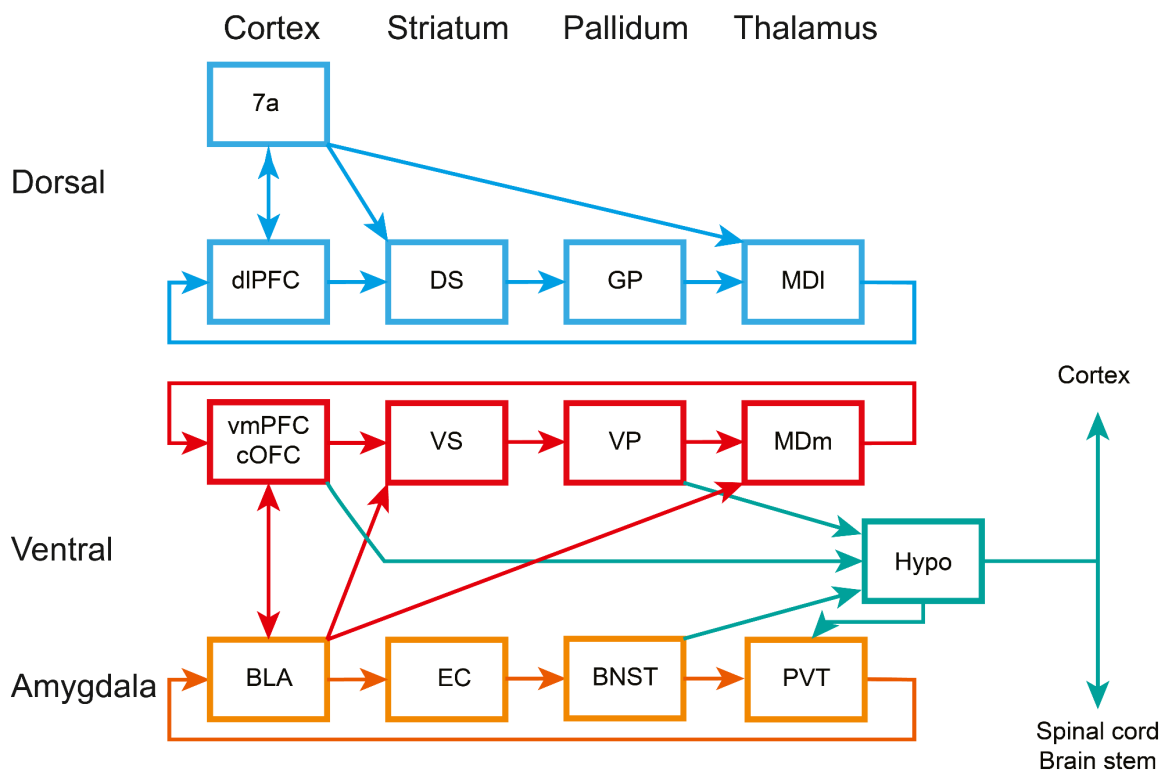 Cortex Striatum Pallidum Thalamus
7a
Dorsal
dlPFC DS GP MDl
Cortex
vmPFC
cOFC
VS VP MDm
Ventral
Hypo
Amygdala
BLA EC BNST PVT
Spinal cord
Brain stem